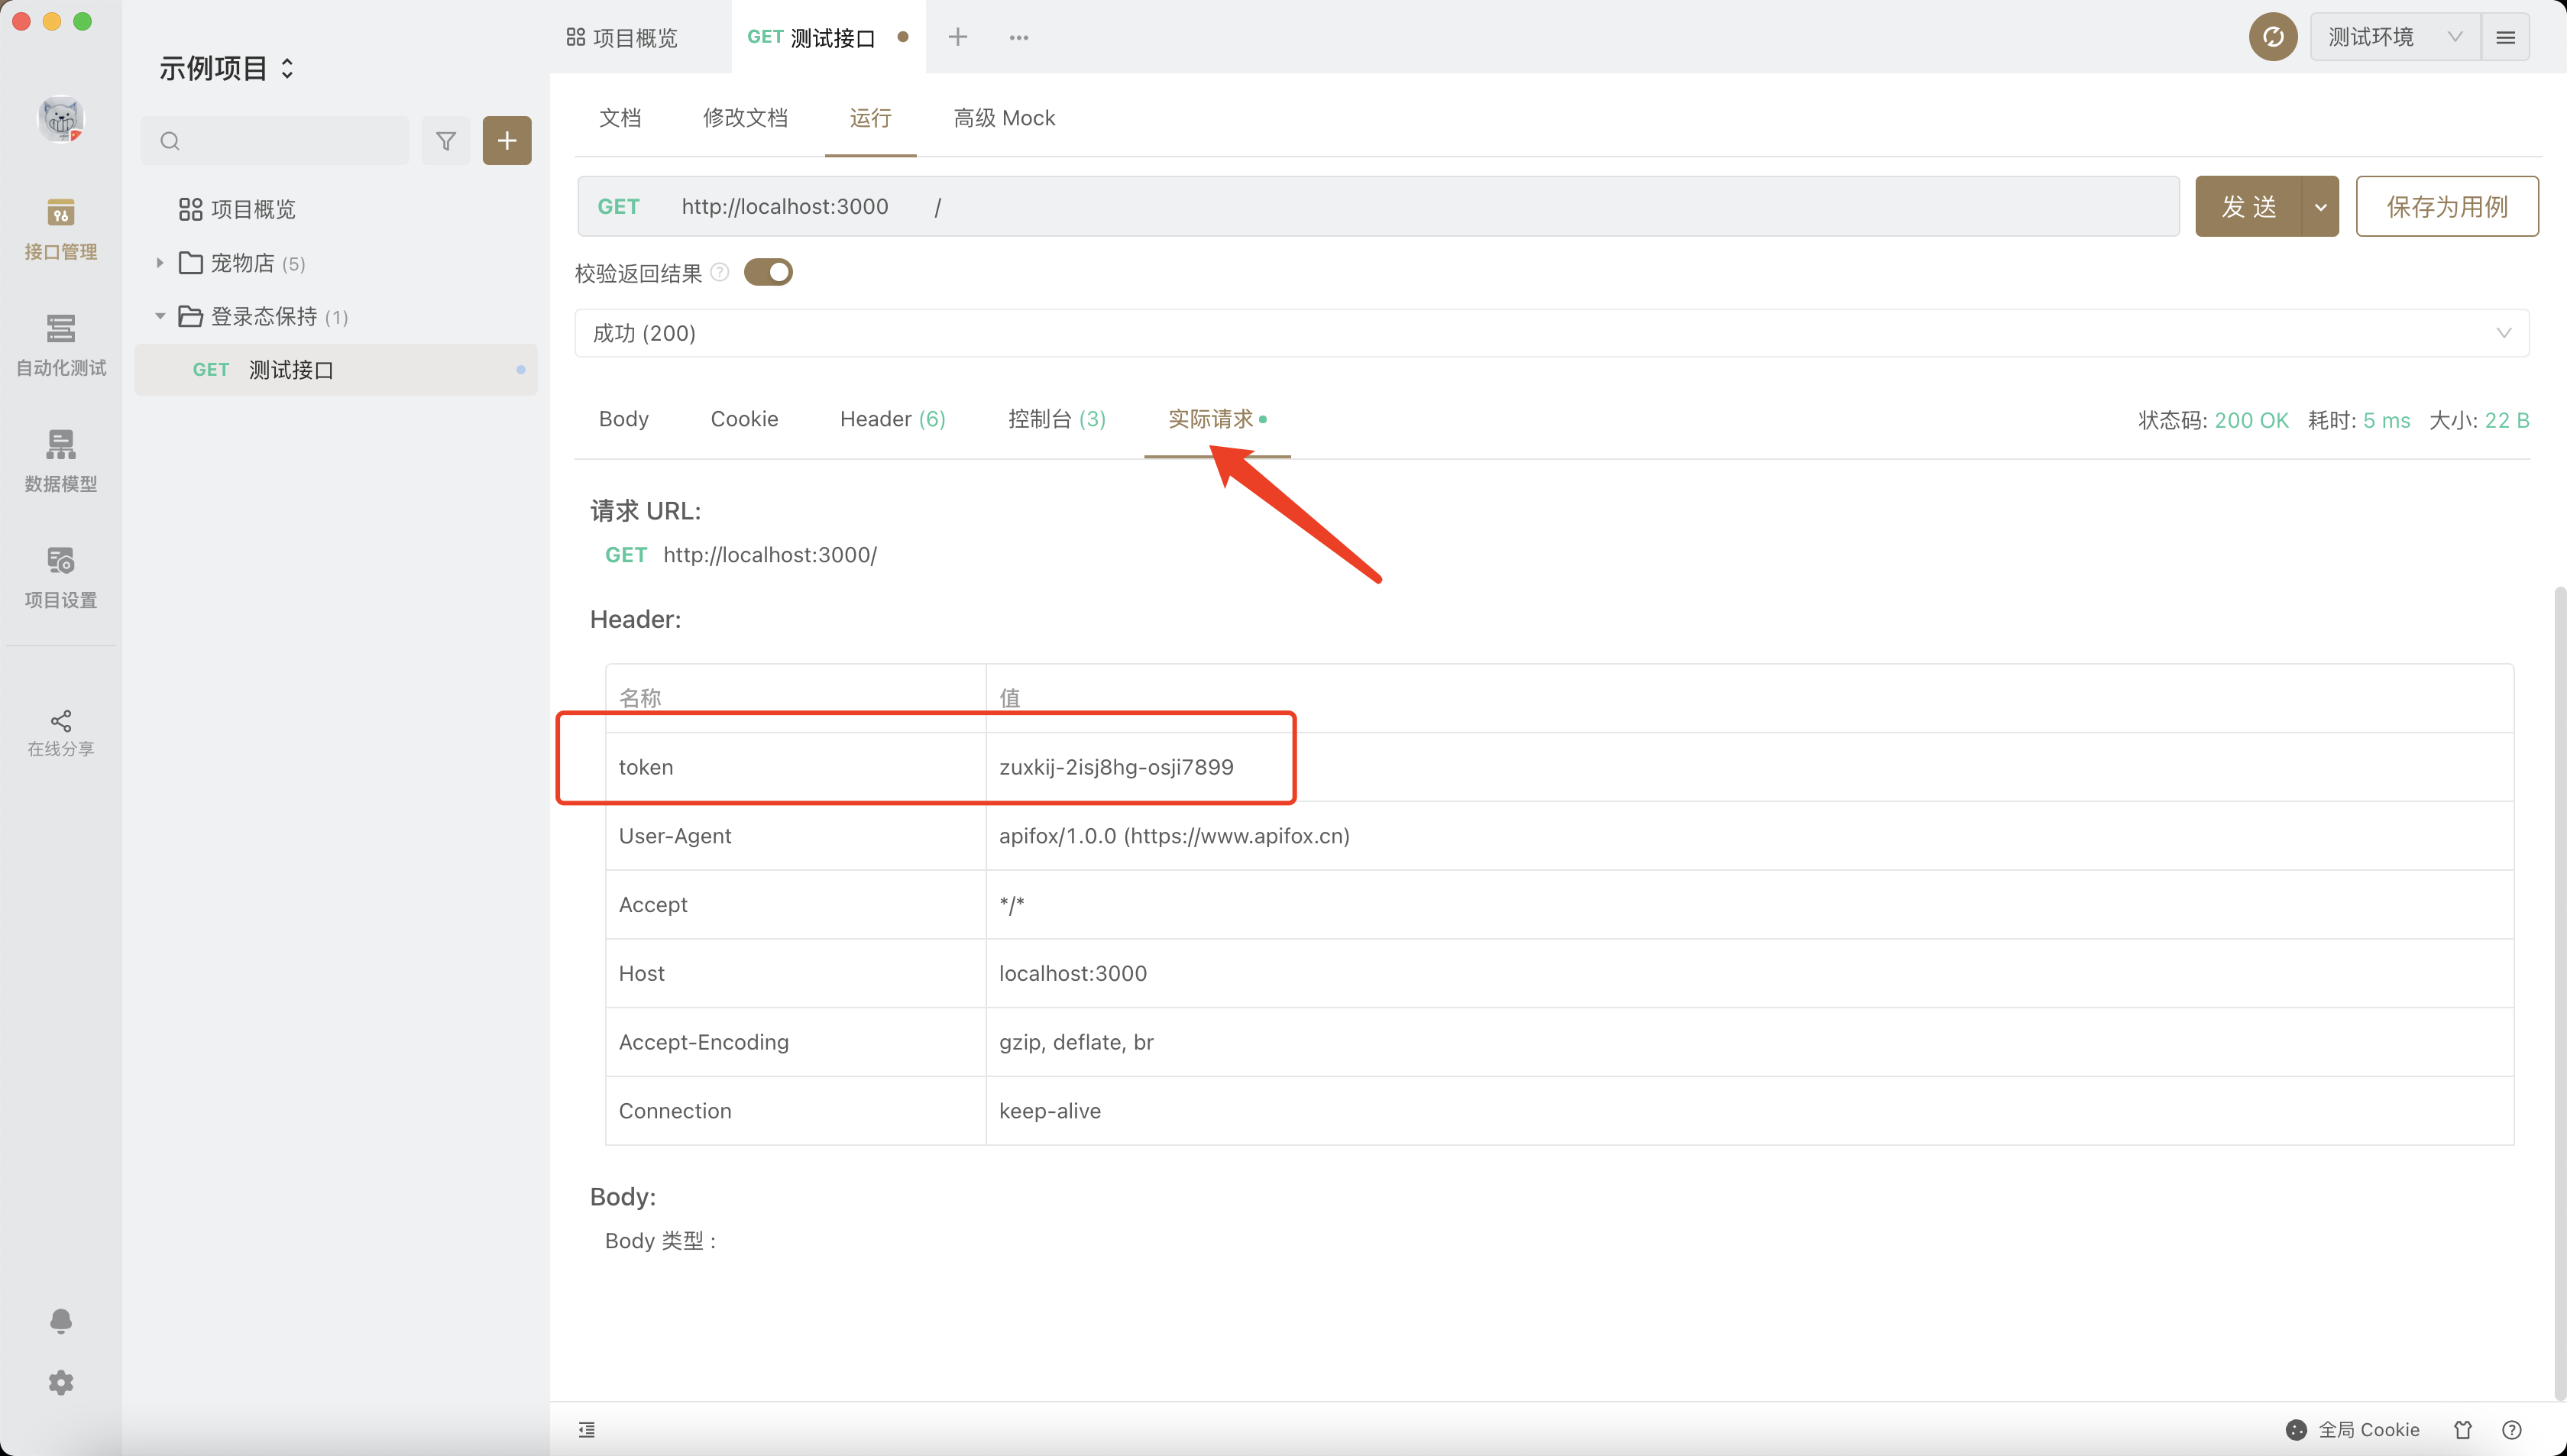 项目概览
GET 测试接口
测试环境
示例项目
接口管理
自动化测试
数据模型
项目设置
在线分享
项目概览
宠物店 (5)
登录态保持 (1)
GET 测试接口
文档 修改文档 运行 高级 Mock
GET http://localhost:3000 /
发 送
保存为用例
校验返回结果
成功 (200)
Body Cookie Header (6) 控制台 (3) 实际请求
状态码: 200 OK 耗时: 5 ms 大小: 22 B
请求 URL:
GET http://localhost:3000/
Header:
名称 值
token zuxkij-2isj8hg-osji7899
User-Agent apifox/1.0.0 (https://www.apifox.cn)
Accept */*
Host localhost:3000
Accept-Encoding gzip, deflate, br
Connection keep-alive
Body:
Body 类型 :
全局 Cookie